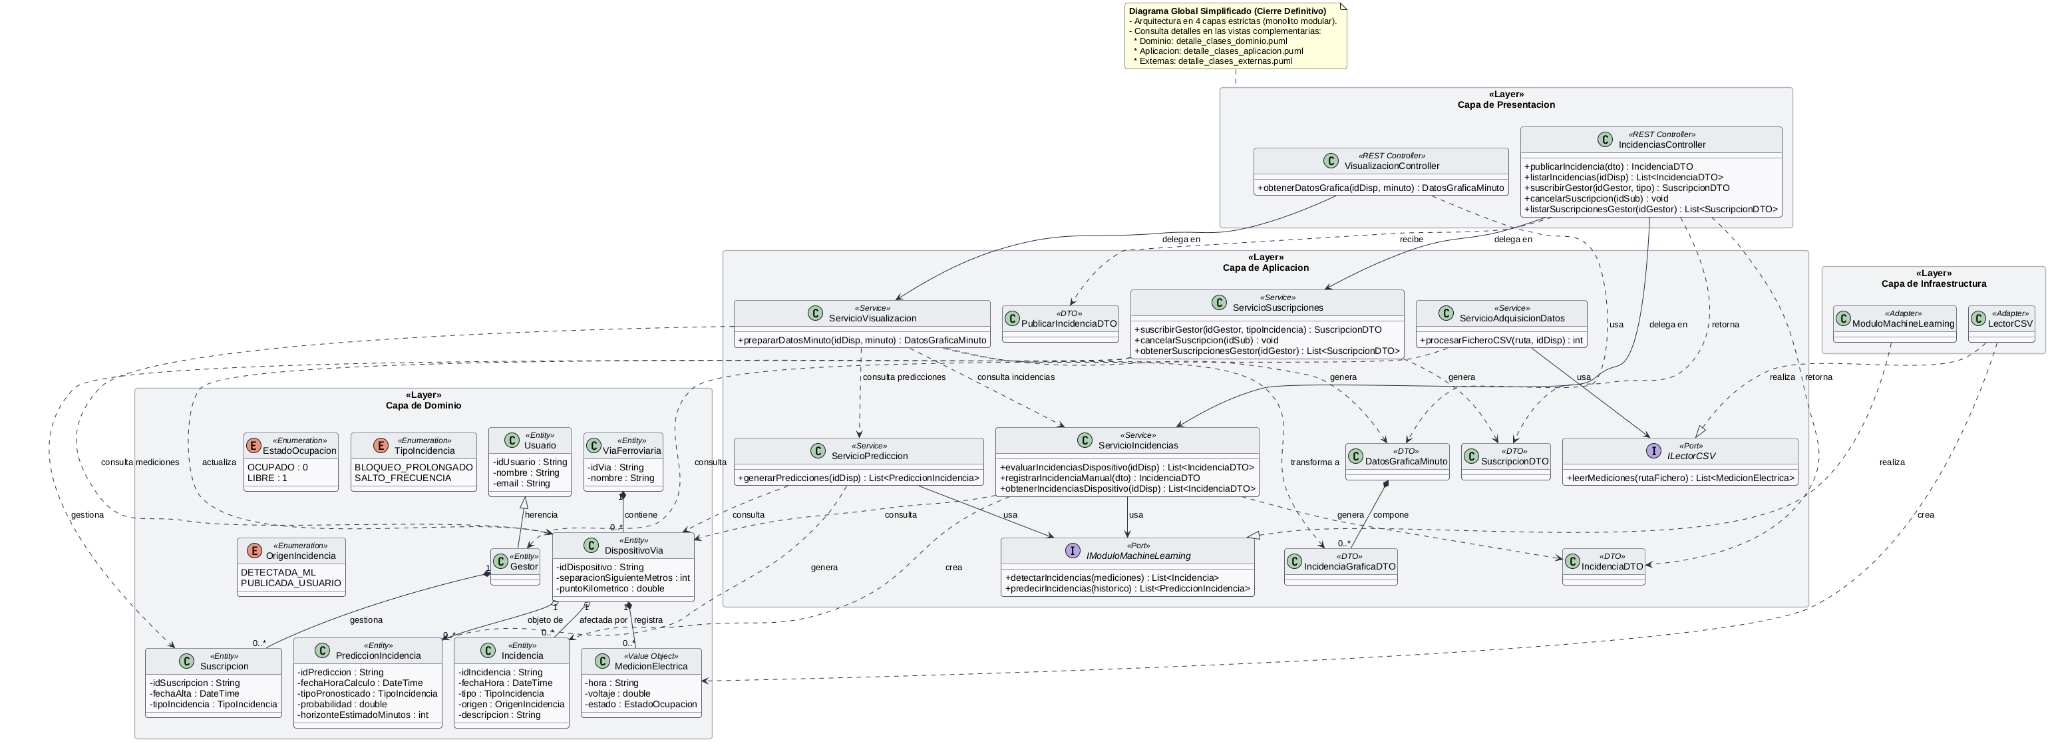 Diagrama Global Simplificado (Cierre Definitivo)
- Arquitectura en 4 capas estrictas (monolito modular).
- Consulta detalles en las vistas complementarias:
* Dominio: detalle_clases_dominio.puml
* Aplicacion: detalle_clases_aplicacion.puml
* Externas: detalle_clases_externas.puml
«Layer»
Capa de Presentacion
C «REST Controller»
VisualizacionController
+obtenerDatosGrafica(idDisp, minuto) : DatosGraficaMinuto
C «REST Controller»
IncidenciasController
+publicarIncidencia(dto) : IncidenciaDTO
+listarIncidencias(idDisp) : List<IncidenciaDTO>
+suscribirGestor(idGestor, tipo) : SuscripcionDTO
+cancelarSuscripcion(idSub) : void
+listarSuscripcionesGestor(idGestor) : List<SuscripcionDTO>
delega en
recibe
delega en
usa
delega en
retorna
retorna
«Layer»
Capa de Aplicacion
C «Service»
ServicioVisualizacion
+prepararDatosMinuto(idDisp, minuto) : DatosGraficaMinuto
C «DTO»
PublicarIncidenciaDTO
C «Service»
ServicioSuscripciones
+suscribirGestor(idGestor, tipoIncidencia) : SuscripcionDTO
+cancelarSuscripcion(idSub) : void
+obtenerSuscripcionesGestor(idGestor) : List<SuscripcionDTO>
C «Service»
ServicioAdquisicionDatos
+procesarFicheroCSV(ruta, idDisp) : int
«Layer»
Capa de Infraestructura
C «Adapter»
ModuloMachineLearning
C «Adapter»
LectorCSV
consulta predicciones
consulta incidencias
genera
genera
usa
realiza
C «Service»
ServicioPrediccion
+generarPredicciones(idDisp) : List<PrediccionIncidencia>
C «Service»
ServicioIncidencias
+evaluarIncidenciasDispositivo(idDisp) : List<IncidenciaDTO>
+registrarIncidenciaManual(dto) : IncidenciaDTO
+obtenerIncidenciasDispositivo(idDisp) : List<IncidenciaDTO>
transforma a
C «DTO»
DatosGraficaMinuto
C «DTO»
SuscripcionDTO
I «Port»
ILectorCSV
+leerMediciones(rutaFichero) : List<MedicionElectrica>
realiza
consulta
usa
usa
consulta
genera
compone
0..*
crea
I «Port»
IModuloMachineLearning
+detectarIncidencias(mediciones) : List<Incidencia>
+predecirIncidencias(historico) : List<PrediccionIncidencia>
C «DTO»
IncidenciaGraficaDTO
C «DTO»
IncidenciaDTO
genera
crea
«Layer»
Capa de Dominio
E «Enumeration»
EstadoOcupacion
OCUPADO : 0
LIBRE : 1
E «Enumeration»
TipoIncidencia
BLOQUEO_PROLONGADO
SALTO_FRECUENCIA
C «Entity»
Usuario
-idUsuario : String
-nombre : String
-email : String
C «Entity»
ViaFerroviaria
-idVia : String
-nombre : String
consulta mediciones
actualiza
consulta
gestiona
herencia
1
contiene
0..*
E «Enumeration»
OrigenIncidencia
DETECTADA_ML
PUBLICADA_USUARIO
C «Entity»
Gestor
C «Entity»
DispositivoVia
-idDispositivo : String
-separacionSiguienteMetros : int
-puntoKilometrico : double
1
gestiona
0..*
1
objeto de
0..*
1
afectada por
0..*
1
registra
0..*
C «Entity»
Suscripcion
-idSuscripcion : String
-fechaAlta : DateTime
-tipoIncidencia : TipoIncidencia
C «Entity»
PrediccionIncidencia
-idPrediccion : String
-fechaHoraCalculo : DateTime
-tipoPronosticado : TipoIncidencia
-probabilidad : double
-horizonteEstimadoMinutos : int
C «Entity»
Incidencia
-idIncidencia : String
-fechaHora : DateTime
-tipo : TipoIncidencia
-origen : OrigenIncidencia
-descripcion : String
C «Value Object»
MedicionElectrica
-hora : String
-voltaje : double
-estado : EstadoOcupacion